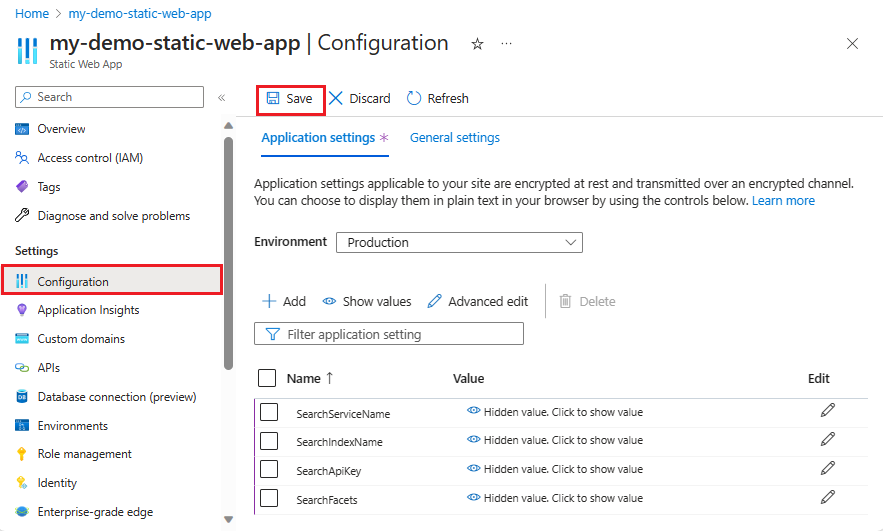 Home > my-demo-static-web-app
my-demo-static-web-app | Configuration
Static Web App
Search
Overview
Access control (IAM)
Tags
Diagnose and solve problems
Settings
Configuration
Application Insights
Custom domains
APIs
Database connection (preview)
Environments
Role management
Identity
Enterprise-grade edge
Save Discard Refresh
Application settings * General settings
Application settings applicable to your site are encrypted at rest and transmitted over an encrypted channel.
You can choose to display them in plain text in your browser by using the controls below. Learn more
Environment Production
Add Show values Advanced edit Delete
Filter application setting
Name ↑ Value Edit
SearchServiceName Hidden value. Click to show value
SearchIndexName Hidden value. Click to show value
SearchApiKey Hidden value. Click to show value
SearchFacets Hidden value. Click to show value